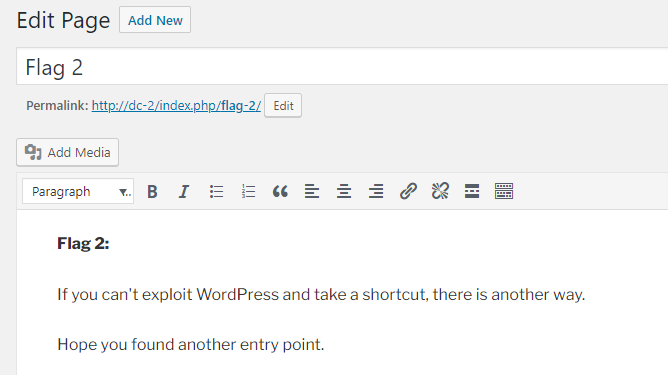 Edit Page Add New
Flag 2
Permalink: http://dc-2/index.php/flag-2/ Edit
Add Media
Paragraph
Flag 2:
If you can't exploit WordPress and take a shortcut, there is another way.
Hope you found another entry point.